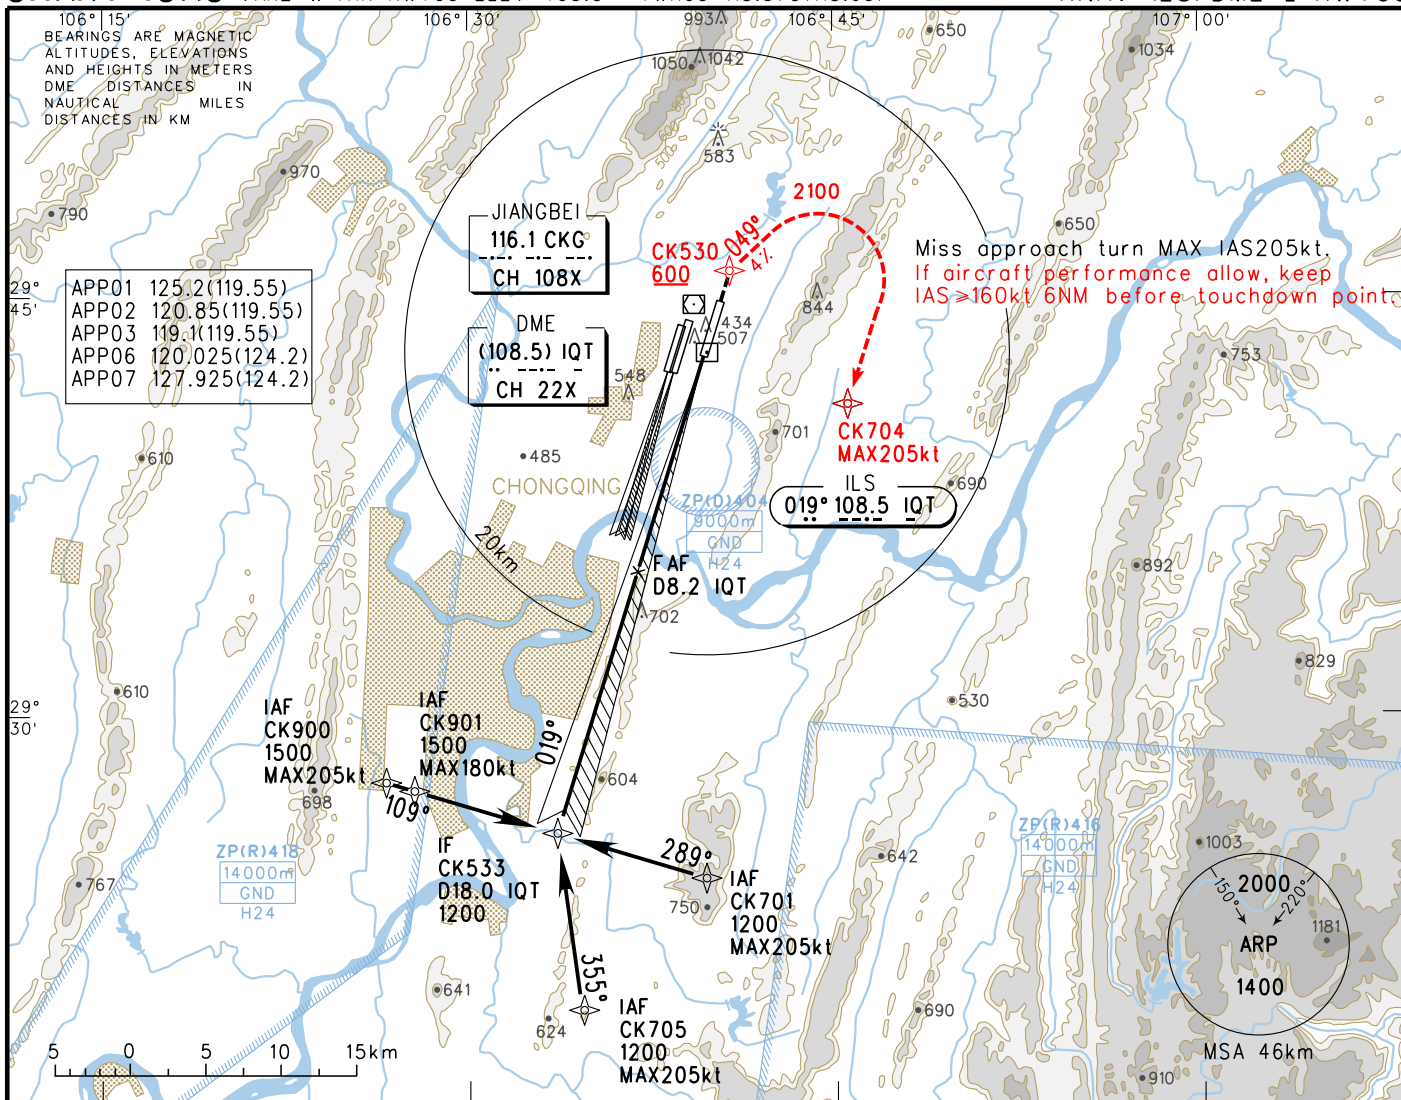 106° 15'
106° 30'
106° 45'
107° 00'
BEARINGS ARE MAGNETIC
ALTITUDES, ELEVATIONS
AND HEIGHTS IN METERS
DME DISTANCES IN
NAUTICAL MILES
DISTANCES IN KM
993
1050
1042
1000
800
600
500
650
1034
583
970
790
650
2100
JIANGBEI
116.1 CKG
CH 108X
CK530
600
049°
4%
Miss approach turn MAX IAS205kt.
If aircraft performance allow, keep
IAS≥160kt 6NM before touchdown point.
29°
45'
APP01 125.2(119.55)
APP02 120.85(119.55)
APP03 119.1(119.55)
APP06 120.025(124.2)
APP07 127.925(124.2)
DME
(108.5) IQT
CH 22X
434
507
844
753
548
CK704
MAX205kt
701
610
485
CHONGQING
ILS
019° 108.5 IQT
690
ZP(D)404
9000m
GND
H24
20km
FAF
D8.2 IQT
892
702
829
610
530
29°
30'
IAF
CK900
1500
MAX205kt
IAF
CK901
1500
MAX180kt
019°
604
698
109°
289°
IF
CK533
D18.0 IQT
1200
ZP(R)418
14000m
GND
H24
767
IAF
CK701
1200
MAX205kt
750
642
ZP(R)416
14000m
GND
H24
1003
150°
2000
220°
1181
ARP
1400
MSA 46km
355°
641
624
IAF
CK705
1200
MAX205kt
690
910
5 0 5 10 15km